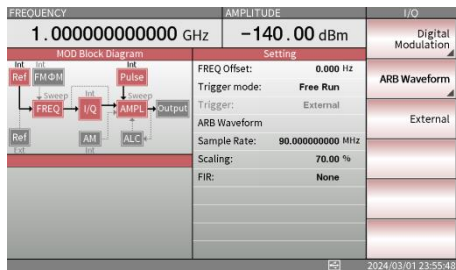 FREQUENCY
AMPLITUDE
I/O
1.000000000000 GHz
-140.00 dBm
MOD Block Diagram
Setting
Int
Int
Ref
FMΦM
Pulse
Sweep
Int
Sweep
FREQ
I/Q
AMPL
Output
Ref
AM
ALC
Ext
Int
FREQ Offset: 0.000 Hz
Trigger mode: Free Run
Trigger: External
ARB Waveform
Sample Rate: 90.000000000 MHz
Scaling: 70.00 %
FIR: None
Digital
Modulation
ARB Waveform
External
2024/03/01 23:55:48